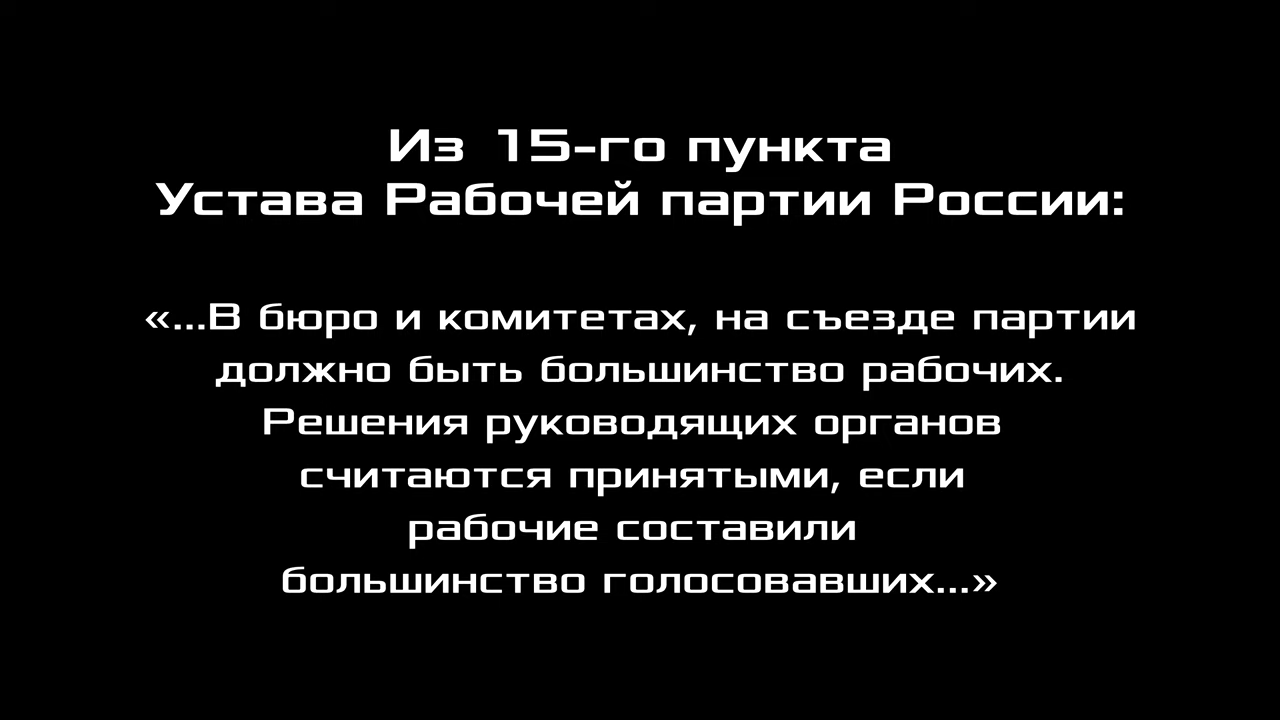 Из 15-го пункта
Устава Рабочей партии России:
«...В бюро и комитетах, на съезде партии
должно быть большинство рабочих.
Решения руководящих органов
считаются принятыми, если
рабочие составили
большинство голосовавших...»